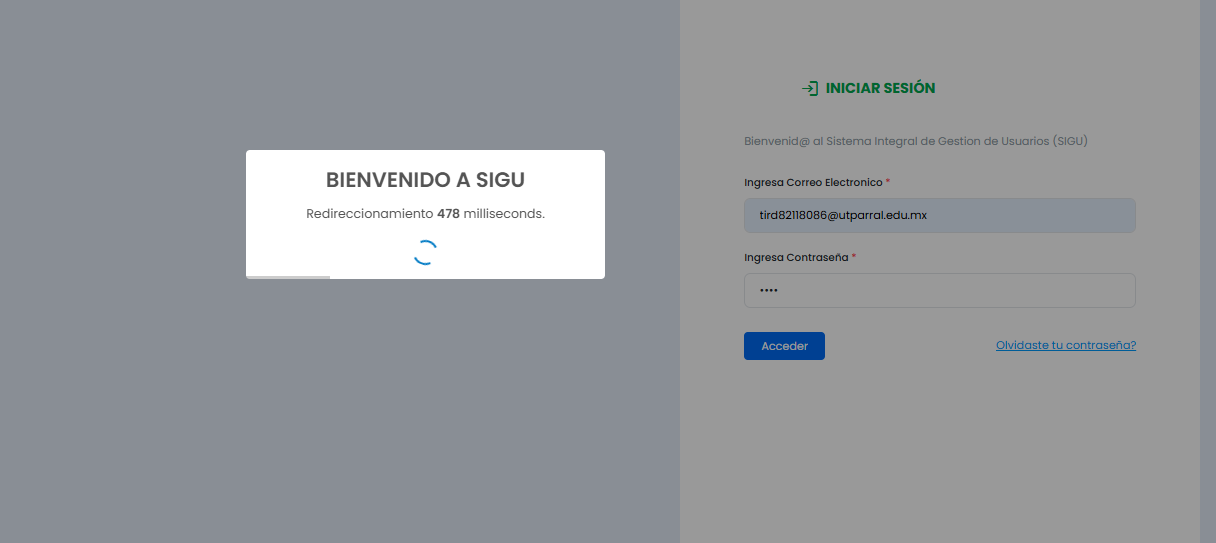 BIENVENIDO A SIGU
Redireccionamiento 478 milliseconds.
INICIAR SESIÓN
Bienvenid@ al Sistema Integral de Gestion de Usuarios (SIGU)
Ingresa Correo Electronico *
tird82118086@utparral.edu.mx
Ingresa Contraseña *
••••
Acceder
Olvidaste tu contraseña?